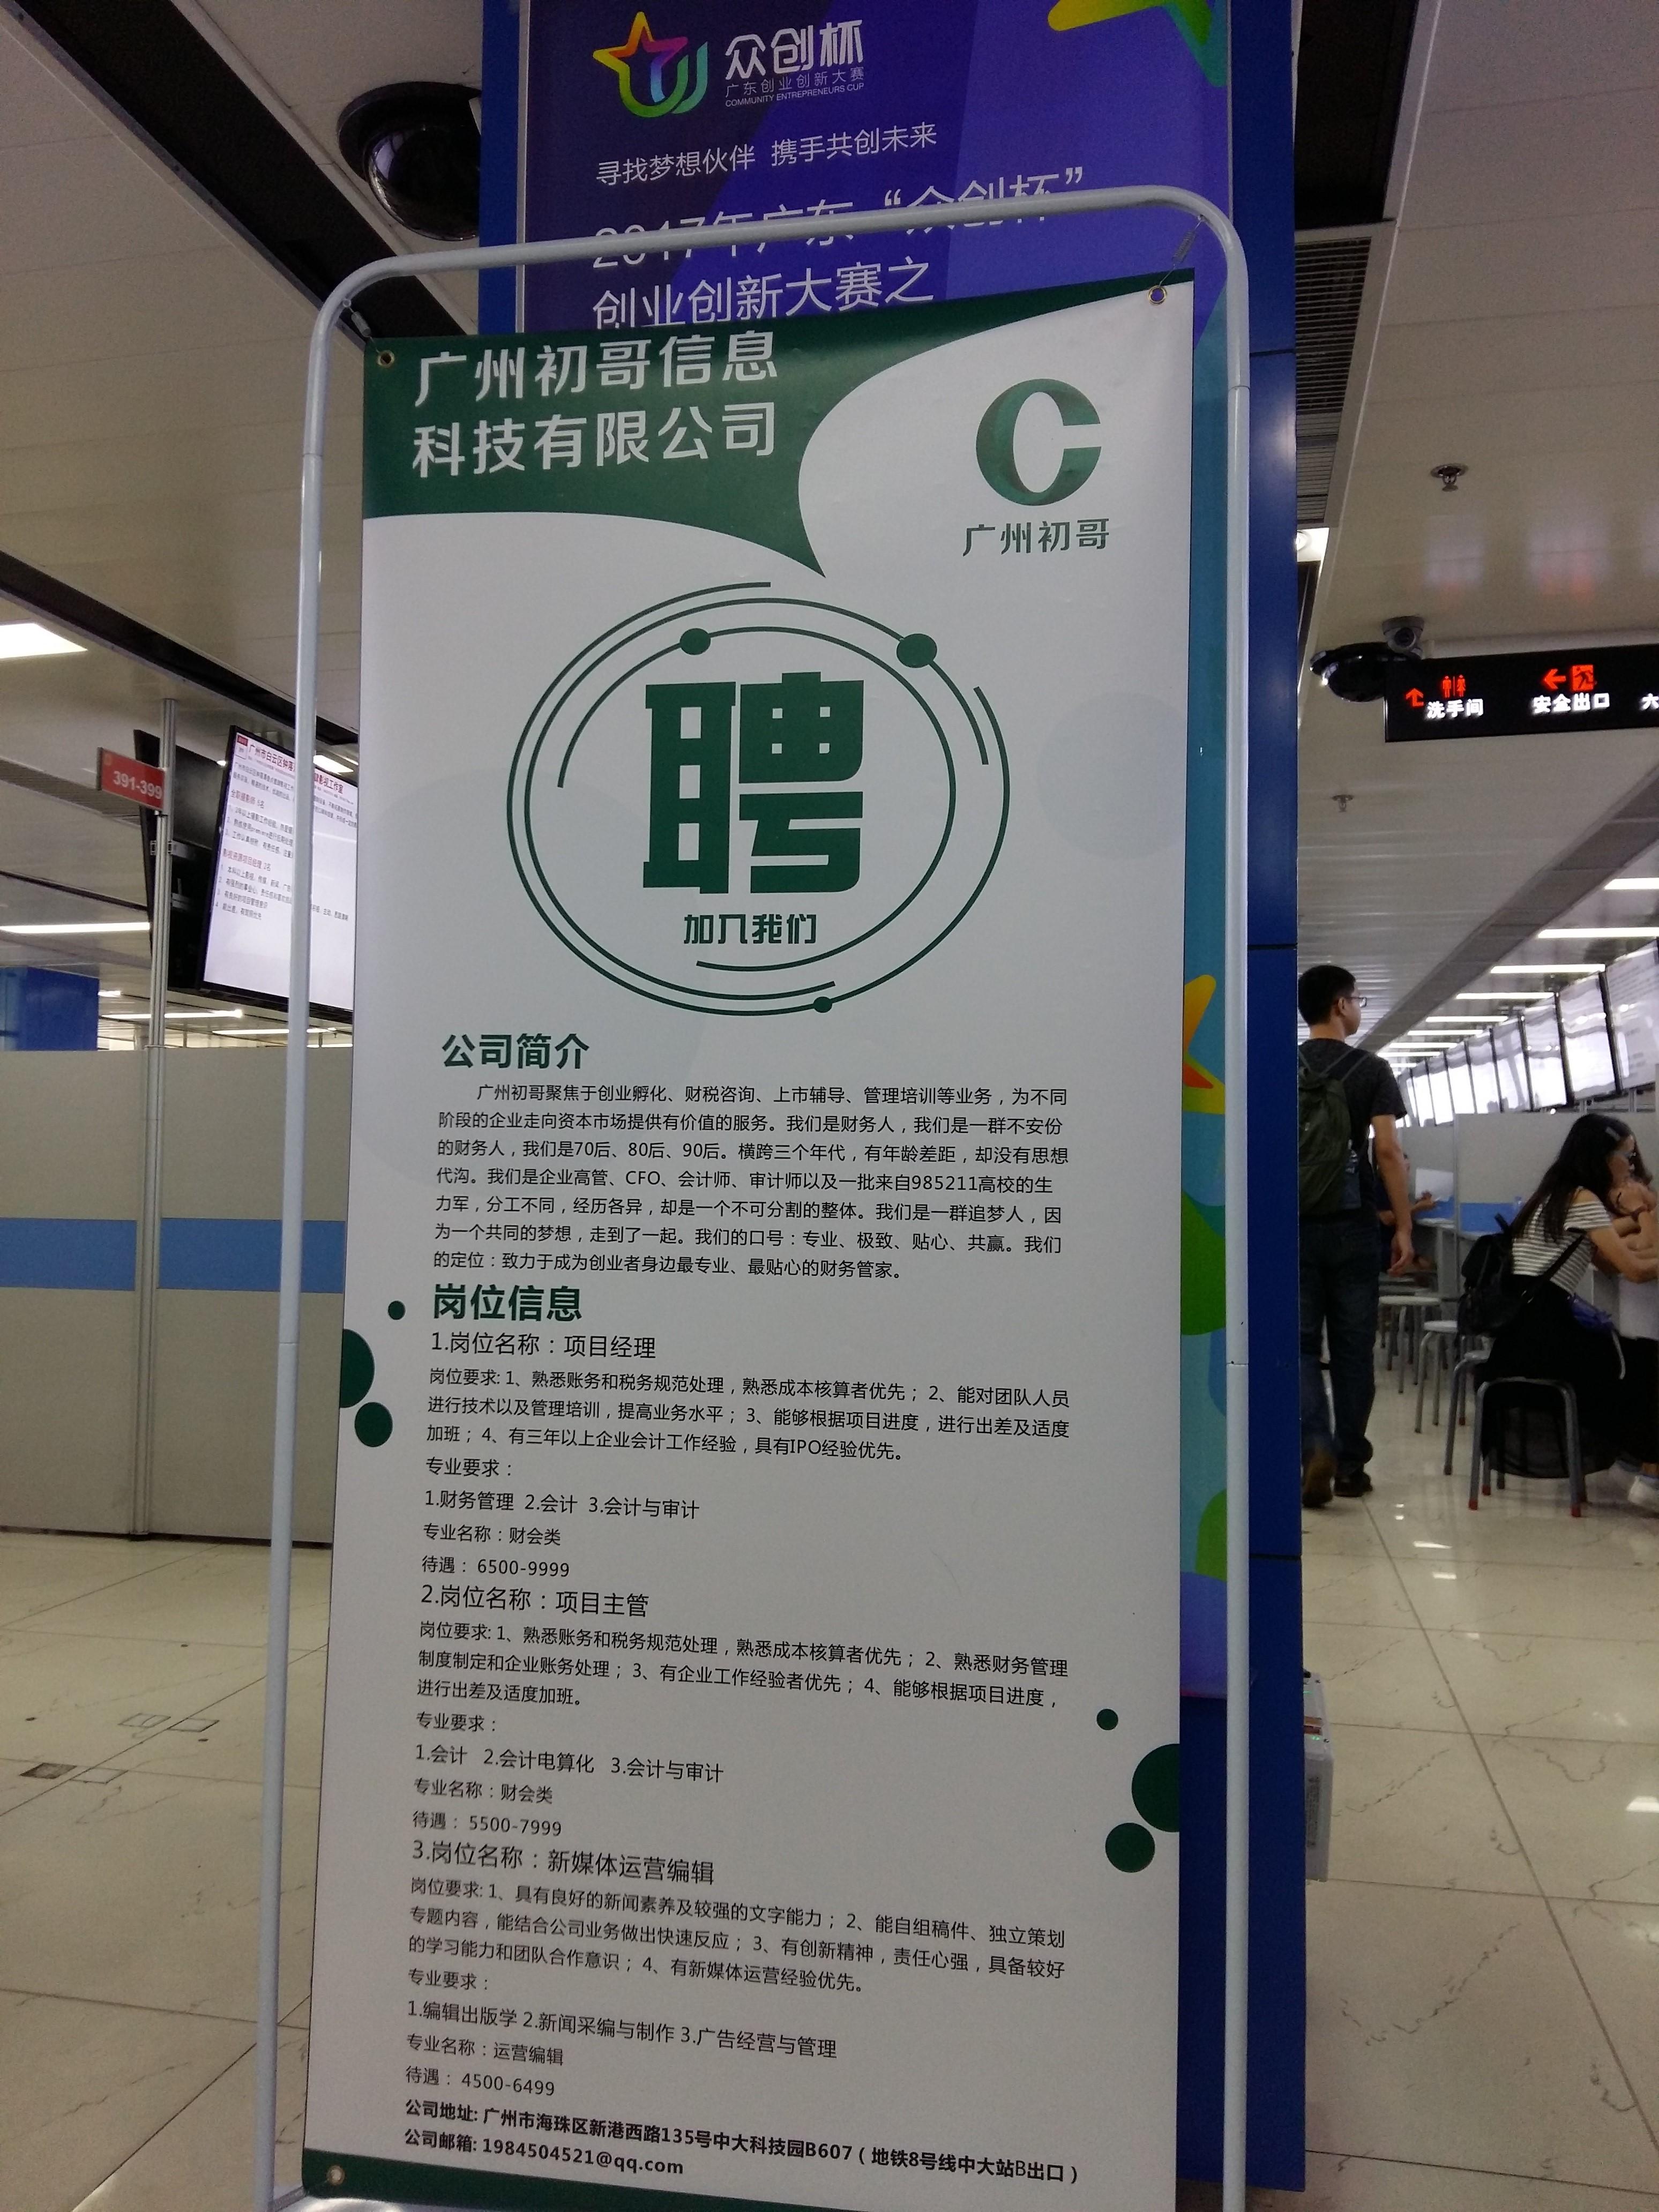 众创杯
广东创业创新大赛
COMMUNITY ENTREPRENEURS CUP
寻找梦想伙伴 携手共创未来
2017年广东“众创杯”
创业创新大赛之
广州初哥信息
科技有限公司
C
广州初哥
聘
加入我们
391-399
洗手间
安全出口
公司简介
广州初哥聚焦于创业孵化、财税咨询、上市辅导、管理培训等业务，为不同
阶段的企业走向资本市场提供有价值的服务。我们是财务人，我们是一群不安份
的财务人，我们是70后、80后、90后。横跨三个年代，有年龄差距，却没有思想
代沟。我们是企业高管、CFO、会计师、审计师以及一批来自985211高校的生
力军，分工不同，经历各异，却是一个不可分割的整体。我们是一群追梦人，因
为一个共同的梦想，走到了一起。我们的口号：专业、极致、贴心、共赢。我们
的定位：致力于成为创业者身边最专业、最贴心的财务管家。
岗位信息
1.岗位名称：项目经理
岗位要求: 1、熟悉账务和税务规范处理，熟悉成本核算者优先； 2、能对团队人员
进行技术以及管理培训，提高业务水平； 3、能够根据项目进度，进行出差及适度
加班； 4、有三年以上企业会计工作经验，具有IPO经验优先。
专业要求：
1.财务管理 2.会计 3.会计与审计
专业名称：财会类
待遇： 6500-9999
2.岗位名称：项目主管
岗位要求: 1、熟悉账务和税务规范处理，熟悉成本核算者优先； 2、熟悉财务管理
制度制定和企业账务处理； 3、有企业工作经验者优先； 4、能够根据项目进度，
进行出差及适度加班。
专业要求：
1.会计 2.会计电算化 3.会计与审计
专业名称：财会类
待遇： 5500-7999
3.岗位名称：新媒体运营编辑
岗位要求: 1、具有良好的新闻素养及较强的文字能力； 2、能自组稿件、独立策划
专题内容，能结合公司业务做出快速反应； 3、有创新精神，责任心强，具备较好
的学习能力和团队合作意识； 4、有新媒体运营经验优先。
专业要求：
1.编辑出版学 2.新闻采编与制作 3.广告经营与管理
专业名称：运营编辑
待遇： 4500-6499
公司地址: 广州市海珠区新港西路135号中大科技园B607（地铁8号线中大站B出口）
公司邮箱: 1984504521@qq.com